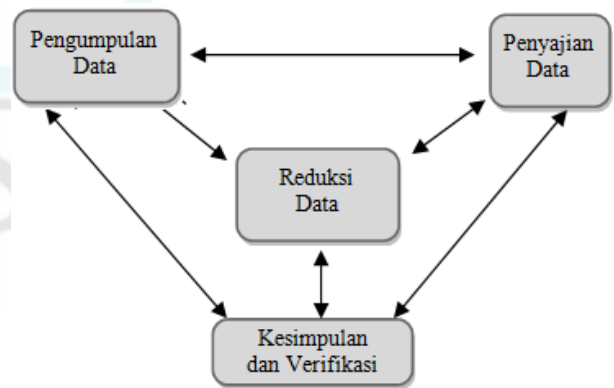 Pengumpulan
Data
Penyajian
Data
Reduksi
Data
Kesimpulan
dan Verifikasi